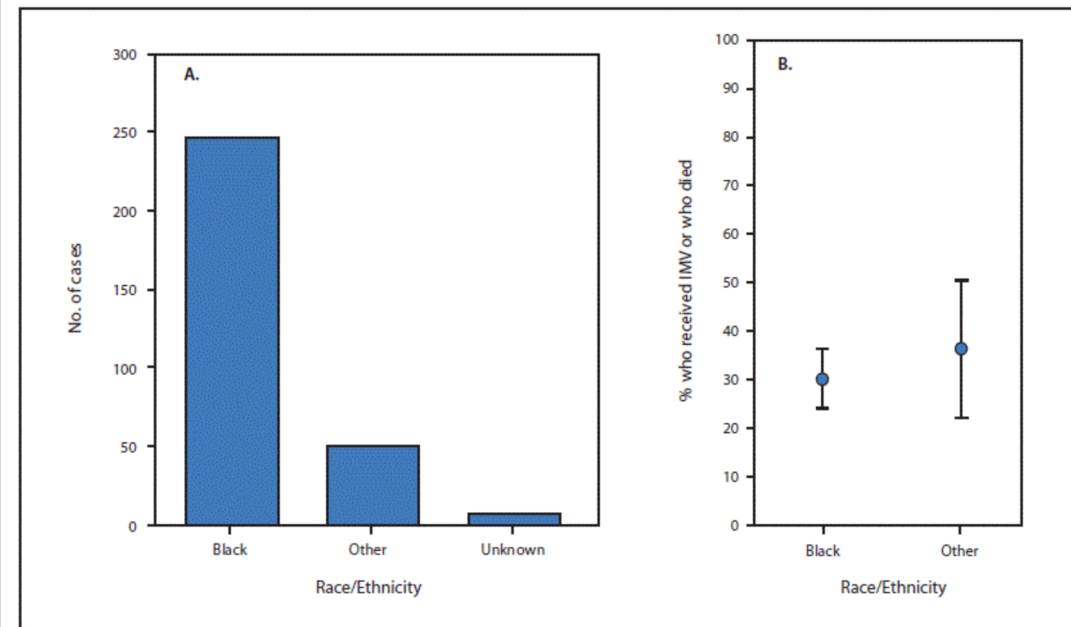 A.
No. of cases
300
250
200
150
100
50
0
Black Other Unknown
Race/Ethnicity
B.
% who received IMV or who died
100
90
80
70
60
50
40
30
20
10
0
Black Other
Race/Ethnicity